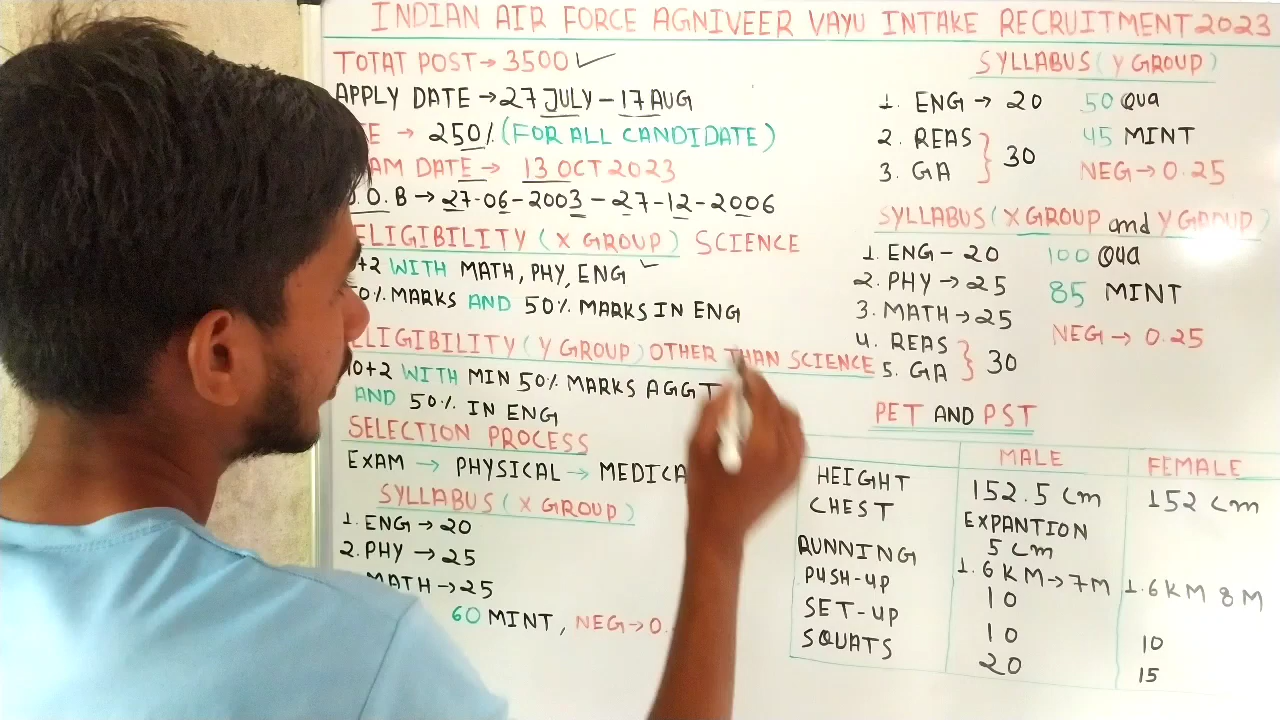 INDIAN AIR FORCE AGNIVEER VAYU INTAKE RECRUITMENT 2023
TOTAT POST → 3500 ✓
APPLY DATE → 27 JULY - 17 AUG
→ 250/. (FOR ALL CANDIDATE)
DATE → 13 OCT 2023
O.B → 27-06-2003 - 27-12-2006
ELIGIBILITY (X GROUP) SCIENCE
+2 WITH MATH, PHY, ENG ✓
0% MARKS AND 50% MARKS IN ENG
ELIGIBILITY (Y GROUP) OTHER THAN SCIENCE
10+2 WITH MIN 50% MARKS AGGT
AND 50% IN ENG
SELECTION PROCESS
EXAM → PHYSICAL → MEDICA
SYLLABUS (X GROUP)
1. ENG → 20
2. PHY → 25
MATH → 25
60 MINT, NEG → 0.
SYLLABUS (Y GROUP)
1. ENG → 20 50 QUA
2. REAS 45 MINT
3. GA } 30 NEG → 0.25
SYLLABUS (X GROUP and Y GROUP)
1. ENG - 20 100 QUA
2. PHY → 25 85 MINT
3. MATH → 25 NEG → 0.25
4. REAS
5. GA } 30
PET AND PST
MALE FEMALE
HEIGHT 152.5 Cm 152 Cm
CHEST EXPANTION 5 Cm
RUNNING 1.6 KM → 7 M 1.6 KM 8 M
PUSH-UP 10
SET-UP 10 10
SQUATS 20 15